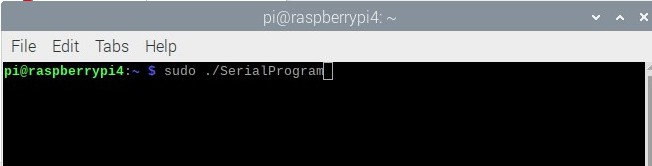 pi@raspberrypi4: ~
File Edit Tabs Help
pi@raspberrypi4:~ $ sudo ./SerialProgram